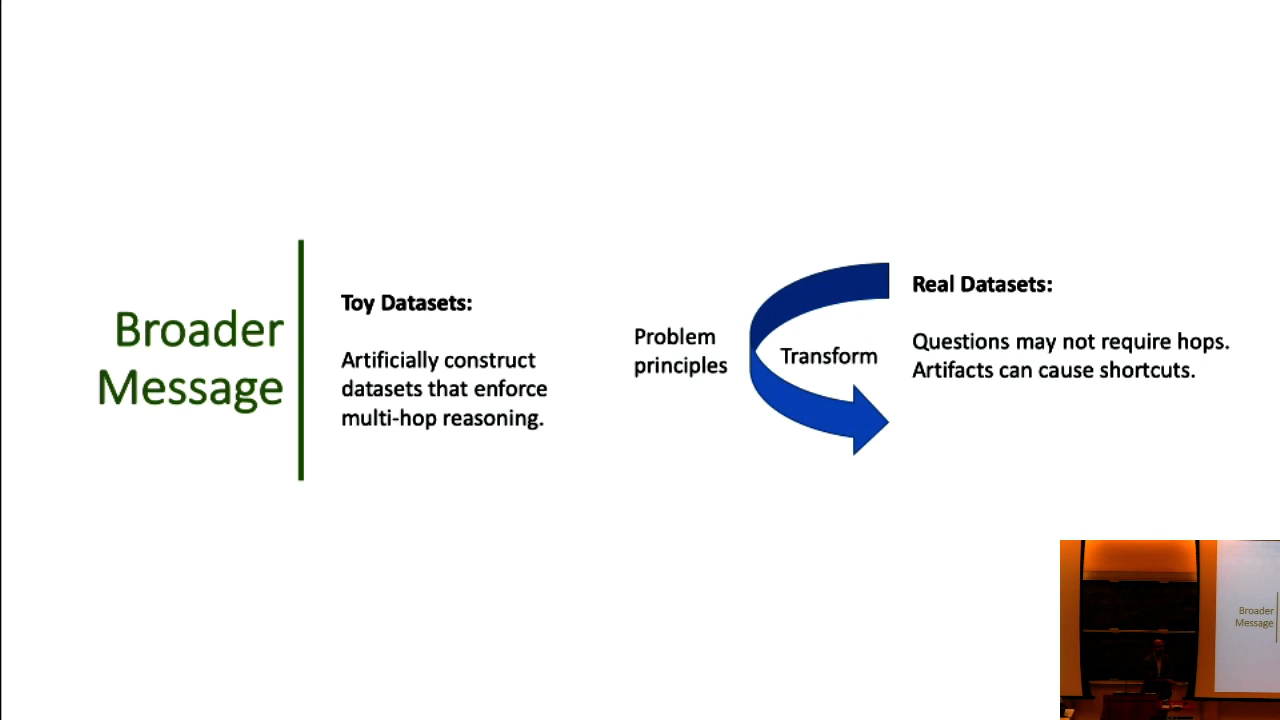 Broader
Message
Toy Datasets:
Artificially construct
datasets that enforce
multi-hop reasoning.
Problem
principles
Transform
Real Datasets:
Questions may not require hops.
Artifacts can cause shortcuts.
Broader
Message